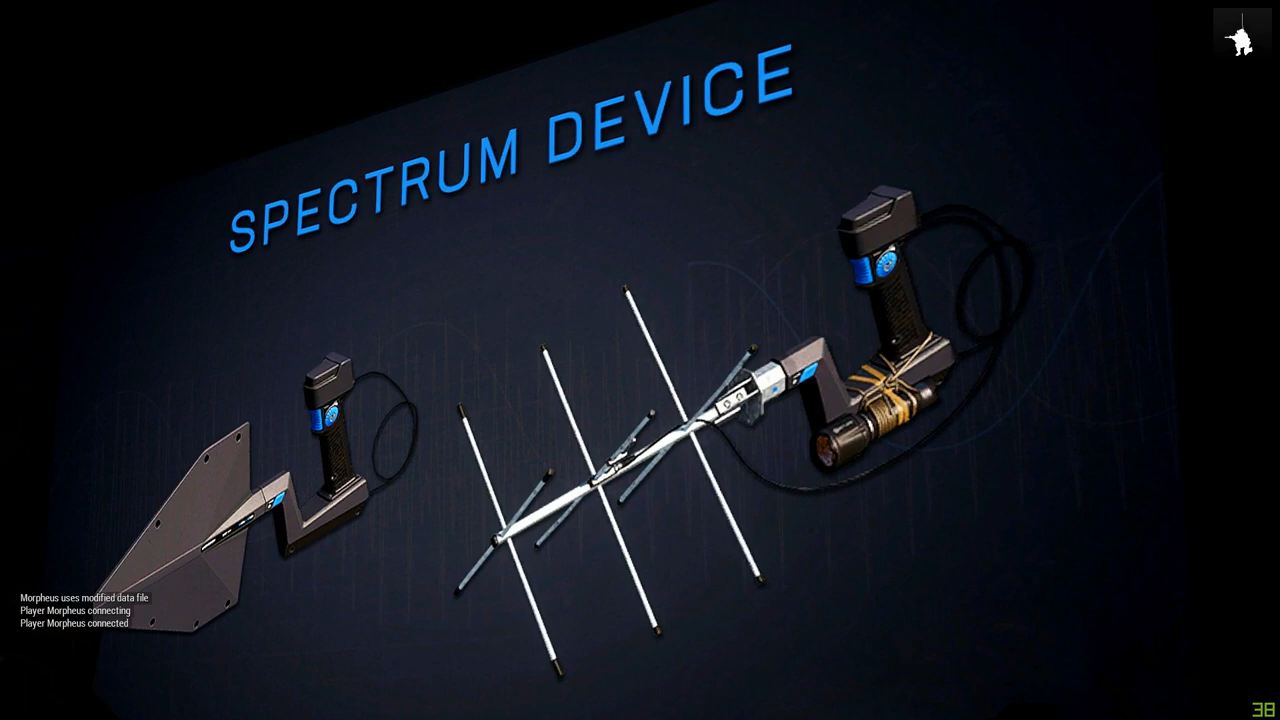 SPECTRUM DEVICE
Morpheus uses modified data file
Player Morpheus connecting
Player Morpheus connected
38